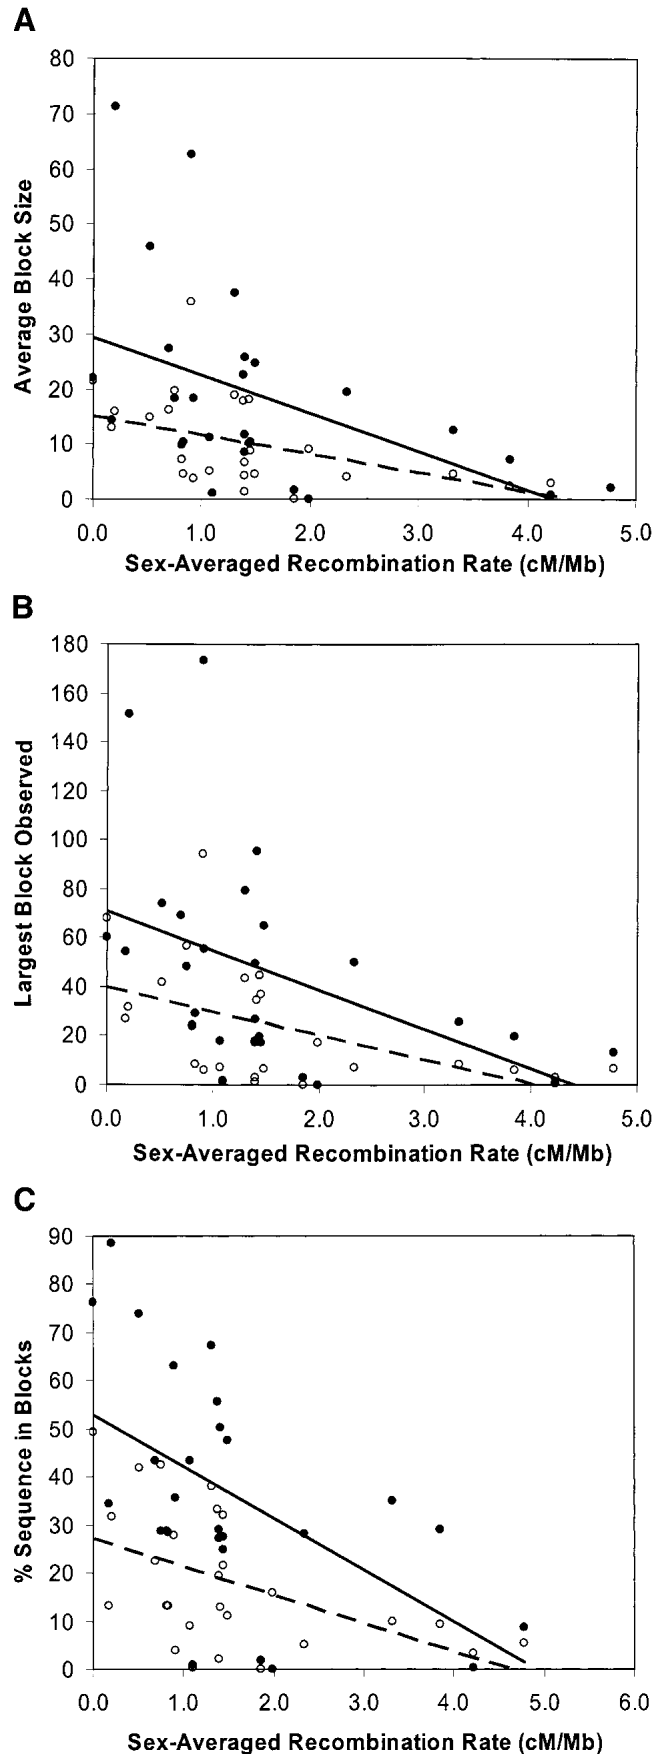 A
80
70
60
50
40
30
20
10
0
Average Block Size
0.0 1.0 2.0 3.0 4.0 5.0
Sex-Averaged Recombination Rate (cM/Mb)
B
180
160
140
120
100
80
60
40
20
0
Largest Block Observed
0.0 1.0 2.0 3.0 4.0 5.0
Sex-Averaged Recombination Rate (cM/Mb)
C
90
80
70
60
50
40
30
20
10
0
% Sequence in Blocks
0.0 1.0 2.0 3.0 4.0 5.0 6.0
Sex-Averaged Recombination Rate (cM/Mb)